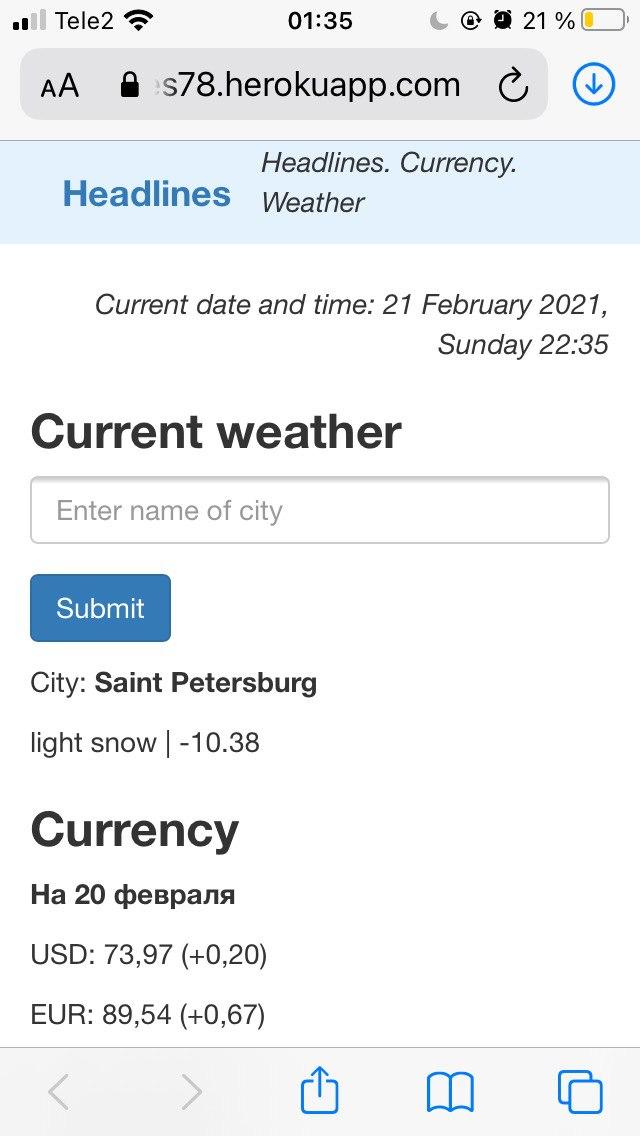 Tele2 01:35 21 %
AA s78.herokuapp.com
Headlines Headlines. Currency.
Weather
Current date and time: 21 February 2021,
Sunday 22:35
Current weather
Enter name of city
Submit
City: Saint Petersburg
light snow | -10.38
Currency
На 20 февраля
USD: 73,97 (+0,20)
EUR: 89,54 (+0,67)